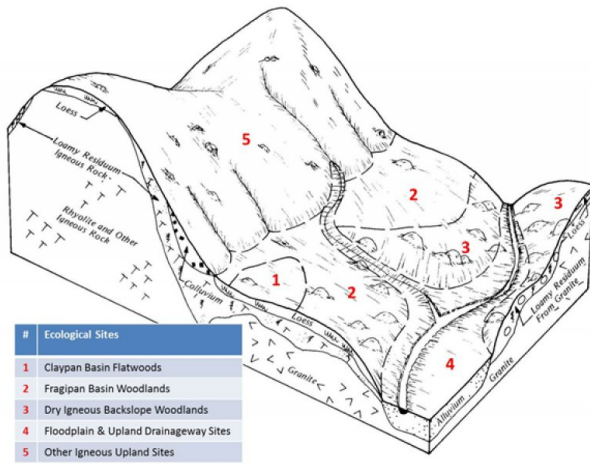 Loess
Loamy Residuum
Igneous Rock
Rhyolite and Other
Igneous Rock
Colluvium
Loess
Granite
5
2
3
3
1
2
4
Loess
Loamy Residuum
From Granite
Granite
Alluvium
# Ecological Sites
1 Claypan Basin Flatwoods
2 Fragipan Basin Woodlands
3 Dry Igneous Backslope Woodlands
4 Floodplain & Upland Drainageway Sites
5 Other Igneous Upland Sites